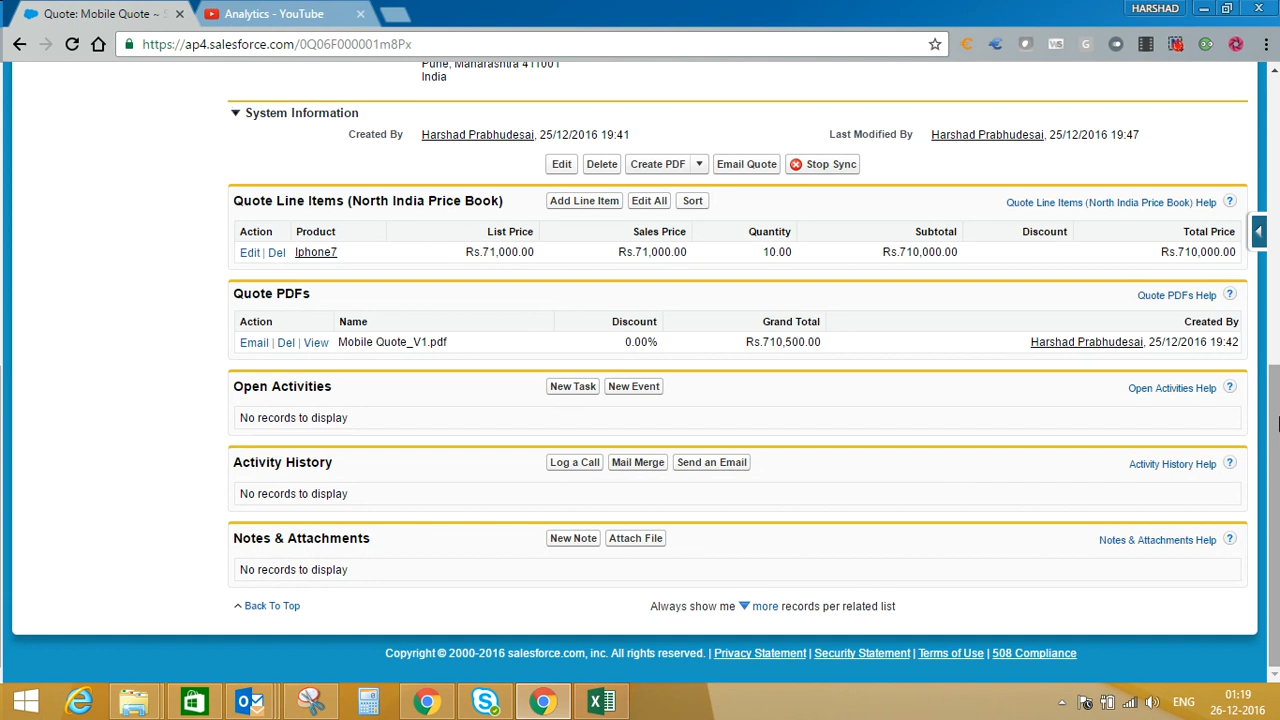 Quote: Mobile Quote ~
Analytics - YouTube
HARSHAD
https://ap4.salesforce.com/0Q06F000001m8Px
Pune, Maharashtra 411001
India
System Information
Created By Harshad Prabhudesai, 25/12/2016 19:41 Last Modified By Harshad Prabhudesai, 25/12/2016 19:47
Edit Delete Create PDF Email Quote Stop Sync
Quote Line Items (North India Price Book) Add Line Item Edit All Sort Quote Line Items (North India Price Book) Help ?
Action Product List Price Sales Price Quantity Subtotal Discount Total Price
Edit | Del Iphone7 Rs.71,000.00 Rs.71,000.00 10.00 Rs.710,000.00 Rs.710,000.00
Quote PDFs Quote PDFs Help ?
Action Name Discount Grand Total Created By
Email | Del | View Mobile Quote_V1.pdf 0.00% Rs.710,500.00 Harshad Prabhudesai, 25/12/2016 19:42
Open Activities New Task New Event Open Activities Help ?
No records to display
Activity History Log a Call Mail Merge Send an Email Activity History Help ?
No records to display
Notes & Attachments New Note Attach File Notes & Attachments Help ?
No records to display
Back To Top Always show me more records per related list
Copyright © 2000-2016 salesforce.com, inc. All rights reserved. | Privacy Statement | Security Statement | Terms of Use | 508 Compliance
ENG
01:19
26-12-2016